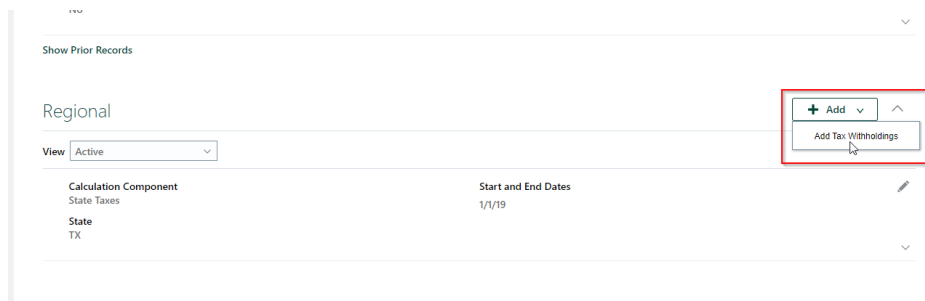 Show Prior Records
Regional
+ Add
Add Tax Withholdings
View Active
Calculation Component
State Taxes
Start and End Dates
1/1/19
State
TX